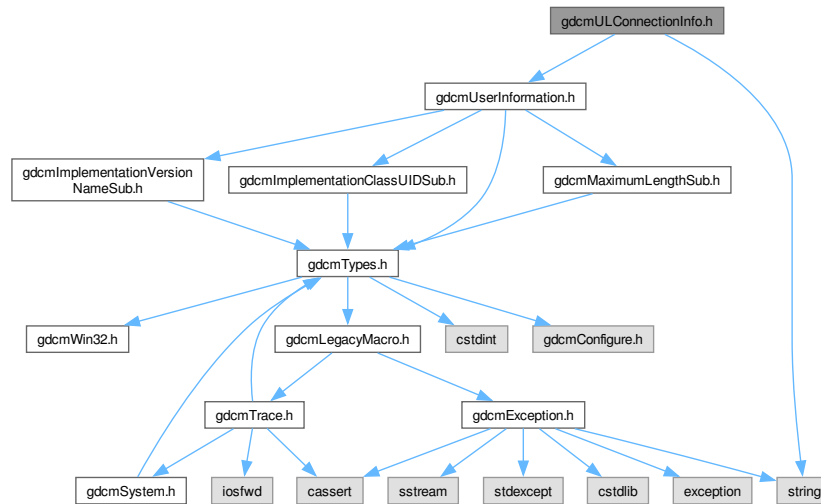 gdcmULConnectionInfo.h
gdcmUserInformation.h
gdcmImplementationVersion
NameSub.h
gdcmImplementationClassUIDSub.h
gdcmMaximumLengthSub.h
gdcmTypes.h
gdcmWin32.h
gdcmLegacyMacro.h
cstdint
gdcmConfigure.h
gdcmTrace.h
gdcmException.h
gdcmSystem.h
iosfwd
cassert
sstream
stdexcept
cstdlib
exception
string